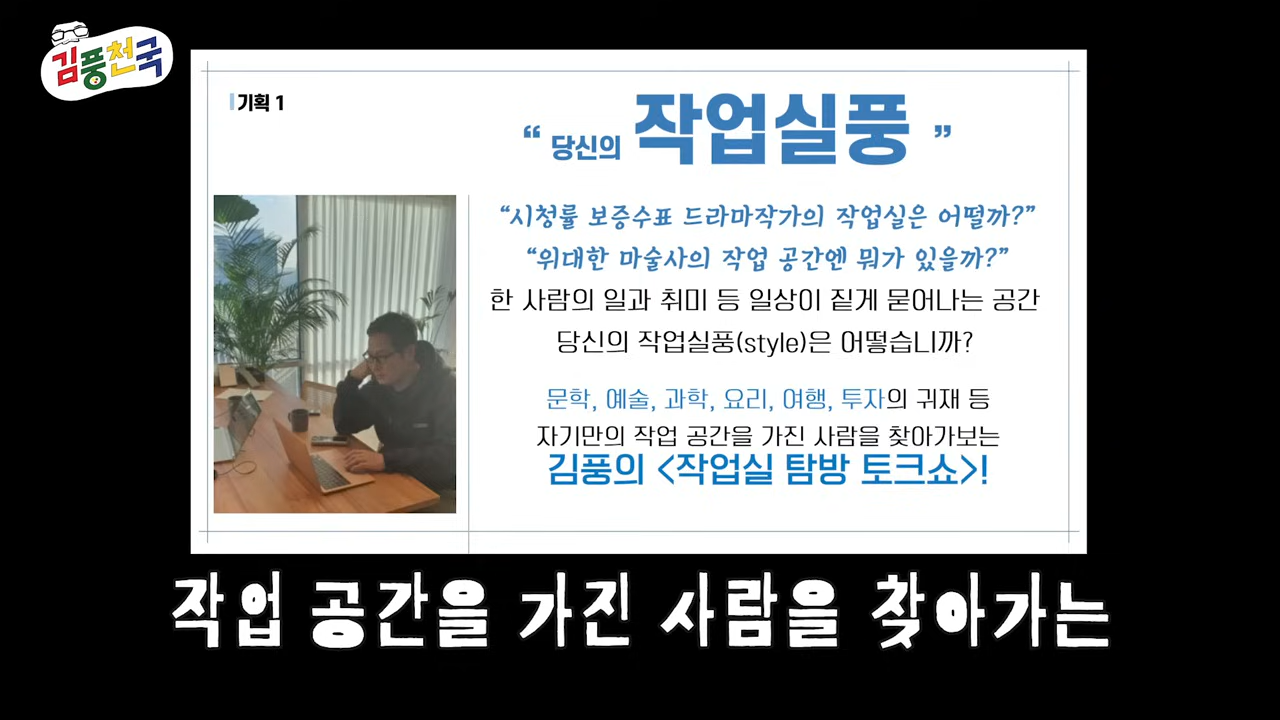 김풍천국
기획 1
“ 당신의 작업실풍 ”
“시청률 보증수표 드라마작가의 작업실은 어떨까?”
“위대한 마술사의 작업 공간엔 뭐가 있을까?”
한 사람의 일과 취미 등 일상이 짙게 묻어나는 공간
당신의 작업실풍(style)은 어떻습니까?
문학, 예술, 과학, 요리, 여행, 투자의 귀재 등
자기만의 작업 공간을 가진 사람을 찾아가보는
김풍의 <작업실 탐방 토크쇼>!
작업 공간을 가진 사람을 찾아가는